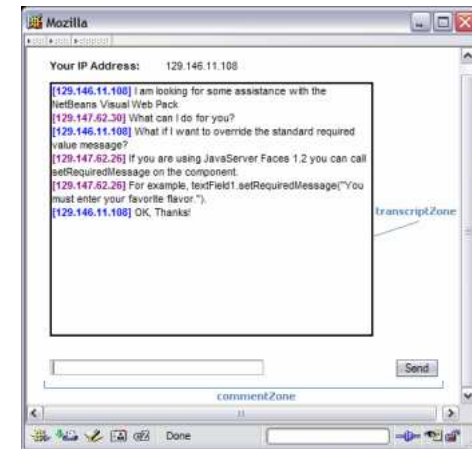 Mozilla
Your IP Address: 129.146.11.108
[129.146.11.108] I am looking for some assistance with the
NetBeans Visual Web Pack
[129.147.62.30] What can I do for you?
[129.146.11.108] What if I want to override the standard required
value message?
[129.147.62.26] If you are using JavaServer Faces 1.2 you can call
setRequiredMessage on the component.
[129.147.62.26] For example, textField1.setRequiredMessage("You
must enter your favorite flavor.").
[129.146.11.108] OK, Thanks!
transcriptZone
Send
commentZone
Done